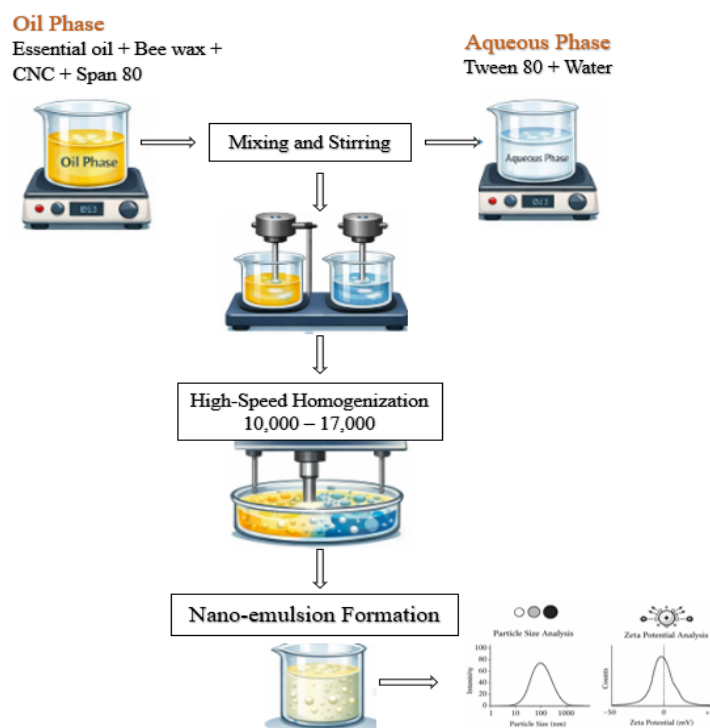 Oil Phase
Essential oil + Bee wax +
CNC + Span 80
Aqueous Phase
Tween 80 + Water
Oil Phase
Mixing and Stirring
Aqueous Phase
High-Speed Homogenization
10,000 – 17,000
Nano-emulsion Formation
Particle Size Analysis
Zeta Potential Analysis
Intensity
100
80
60
40
20
0
1 10 100 1000
Particle Size (nm)
Counts
-50 0
Zeta Potential (mV)